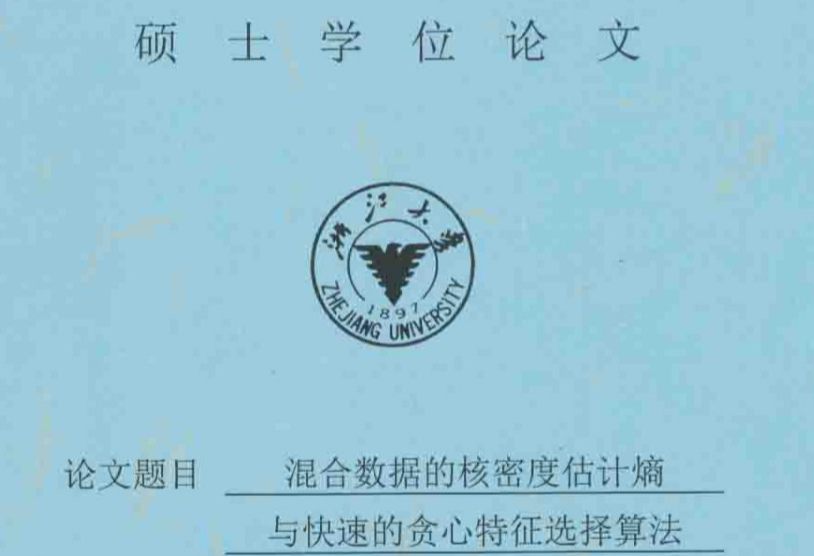 硕士学位论文
浙江大学
1897
ZHEJIANG UNIVERSITY
论文题目 混合数据的核密度估计熵
与快速的贪心特征选择算法